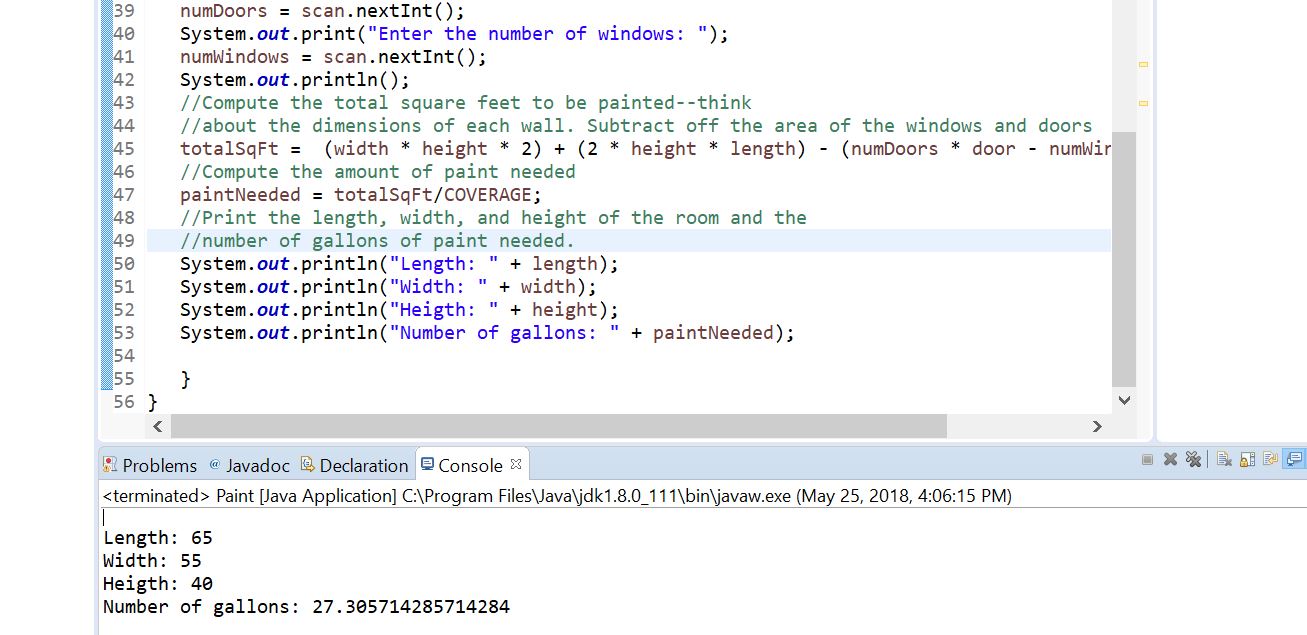 39 numDoors = scan.nextInt();
40 System.out.print("Enter the number of windows: ");
41 numWindows = scan.nextInt();
42 System.out.println();
43 //Compute the total square feet to be painted--think
44 //about the dimensions of each wall. Subtract off the area of the windows and doors
45 totalSqFt =  (width * height * 2) + (2 * height * length) - (numDoors * door - numWin
46 //Compute the amount of paint needed
47 paintNeeded = totalSqFt/COVERAGE;
48 //Print the length, width, and height of the room and the
49 //number of gallons of paint needed.
50 System.out.println("Length: " + length);
51 System.out.println("Width: " + width);
52 System.out.println("Heigth: " + height);
53 System.out.println("Number of gallons: " + paintNeeded);
54
55 }
56 }
Problems @ Javadoc Declaration Console
<terminated> Paint [Java Application] C:\Program Files\Java\jdk1.8.0_111\bin\javaw.exe (May 25, 2018, 4:06:15 PM)
Length: 65
Width: 55
Heigth: 40
Number of gallons: 27.305714285714284